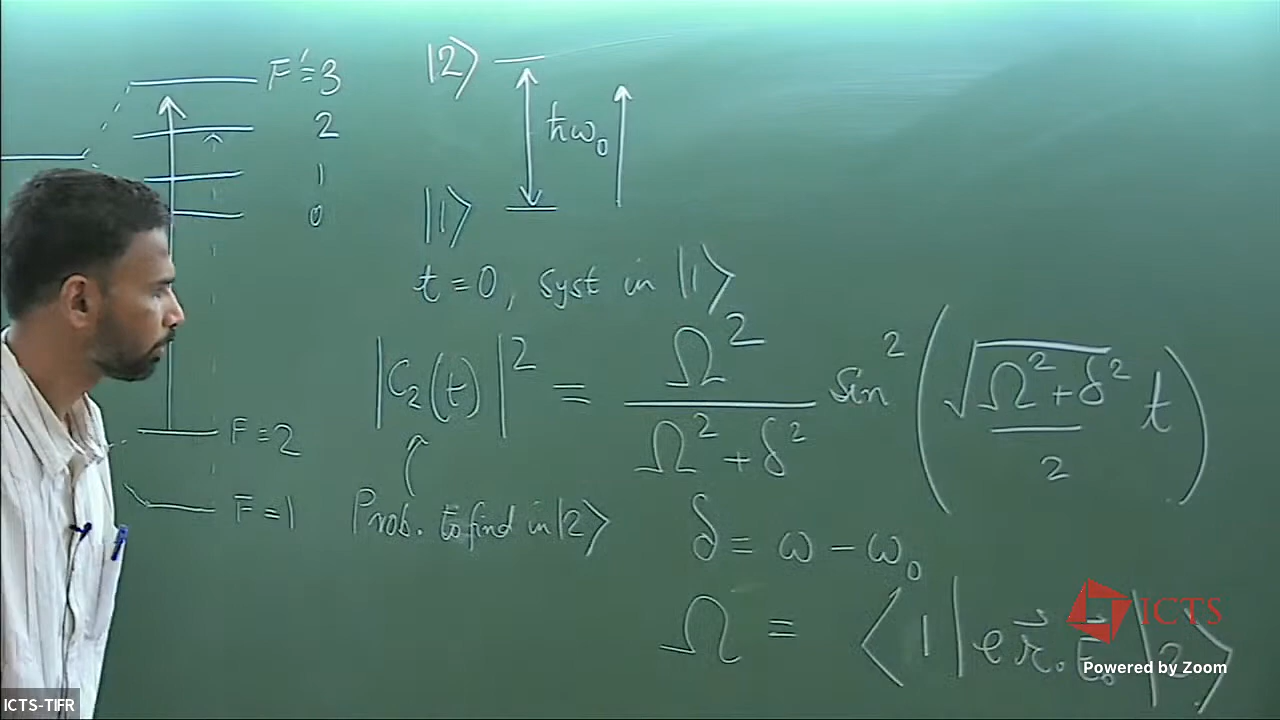 F′=3
2
1
0
F=2
F=1
|2⟩
ħω₀
|1⟩
t=0, syst in |1⟩
|C₂(t)|² = Ω²/(Ω²+δ²) sin²(√(Ω²+δ²)/2 t)
Prob. to find in |2⟩
δ = ω − ω₀
Ω = ⟨1|e r⃗.E⃗₀|2⟩
ICTS
Powered by Zoom
ICTS-TIFR